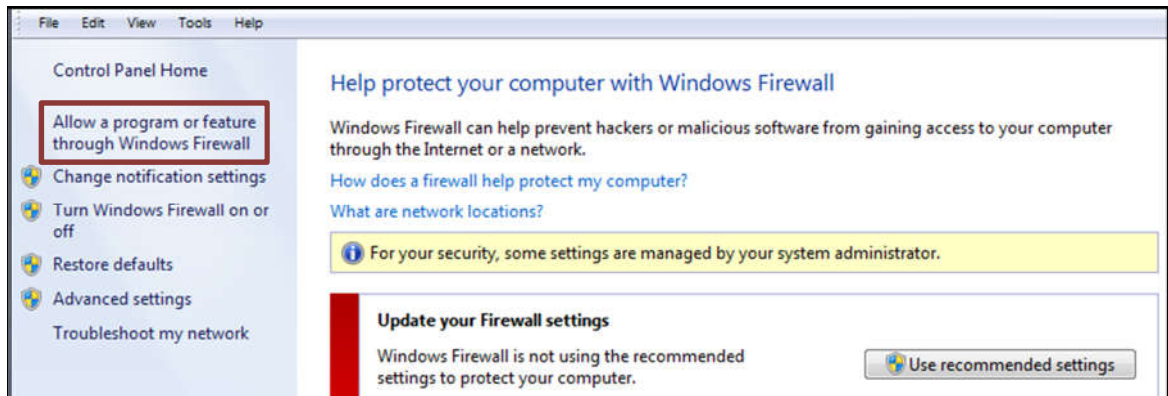 File Edit View Tools Help
Control Panel Home
Allow a program or feature
through Windows Firewall
Change notification settings
Turn Windows Firewall on or
off
Restore defaults
Advanced settings
Troubleshoot my network
Help protect your computer with Windows Firewall
Windows Firewall can help prevent hackers or malicious software from gaining access to your computer
through the Internet or a network.
How does a firewall help protect my computer?
What are network locations?
For your security, some settings are managed by your system administrator.
Update your Firewall settings
Windows Firewall is not using the recommended
settings to protect your computer.
Use recommended settings